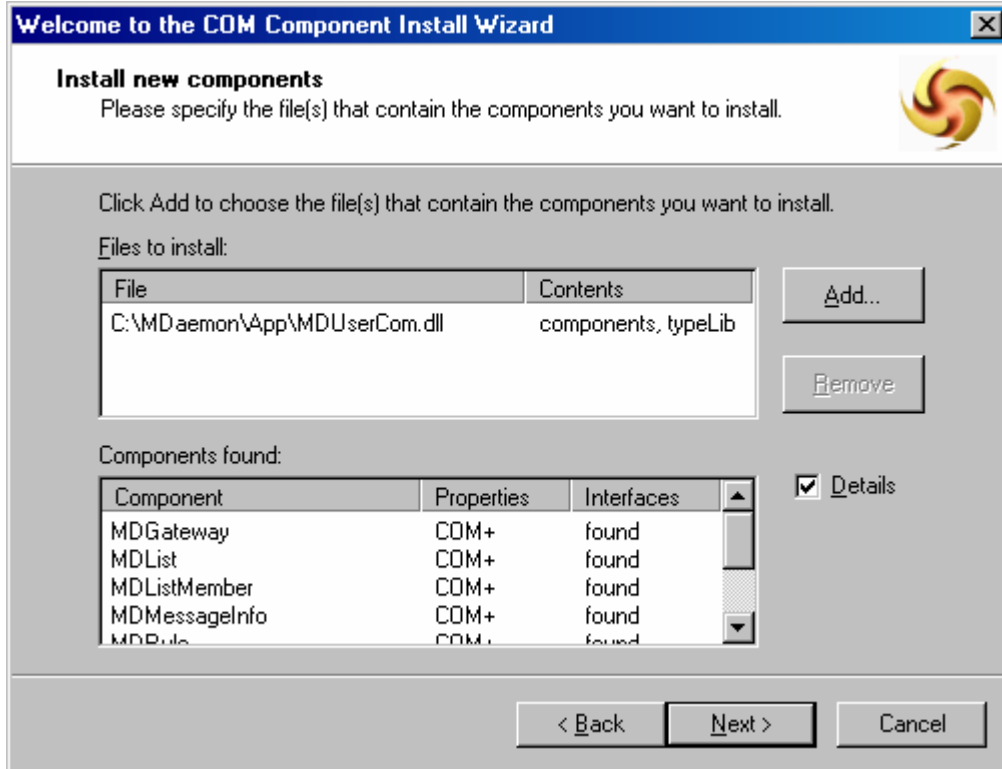 Welcome to the COM Component Install Wizard
Install new components
Please specify the file(s) that contain the components you want to install.
Click Add to choose the file(s) that contain the components you want to install.
Files to install:
File Contents
C:\MDaemon\App\MDUserCom.dll components, typeLib
Add...
Remove
Components found:
Details
Component Properties Interfaces
MDGateway COM+ found
MDList COM+ found
MDListMember COM+ found
MDMessageInfo COM+ found
MDRule COM+ found
< Back Next > Cancel